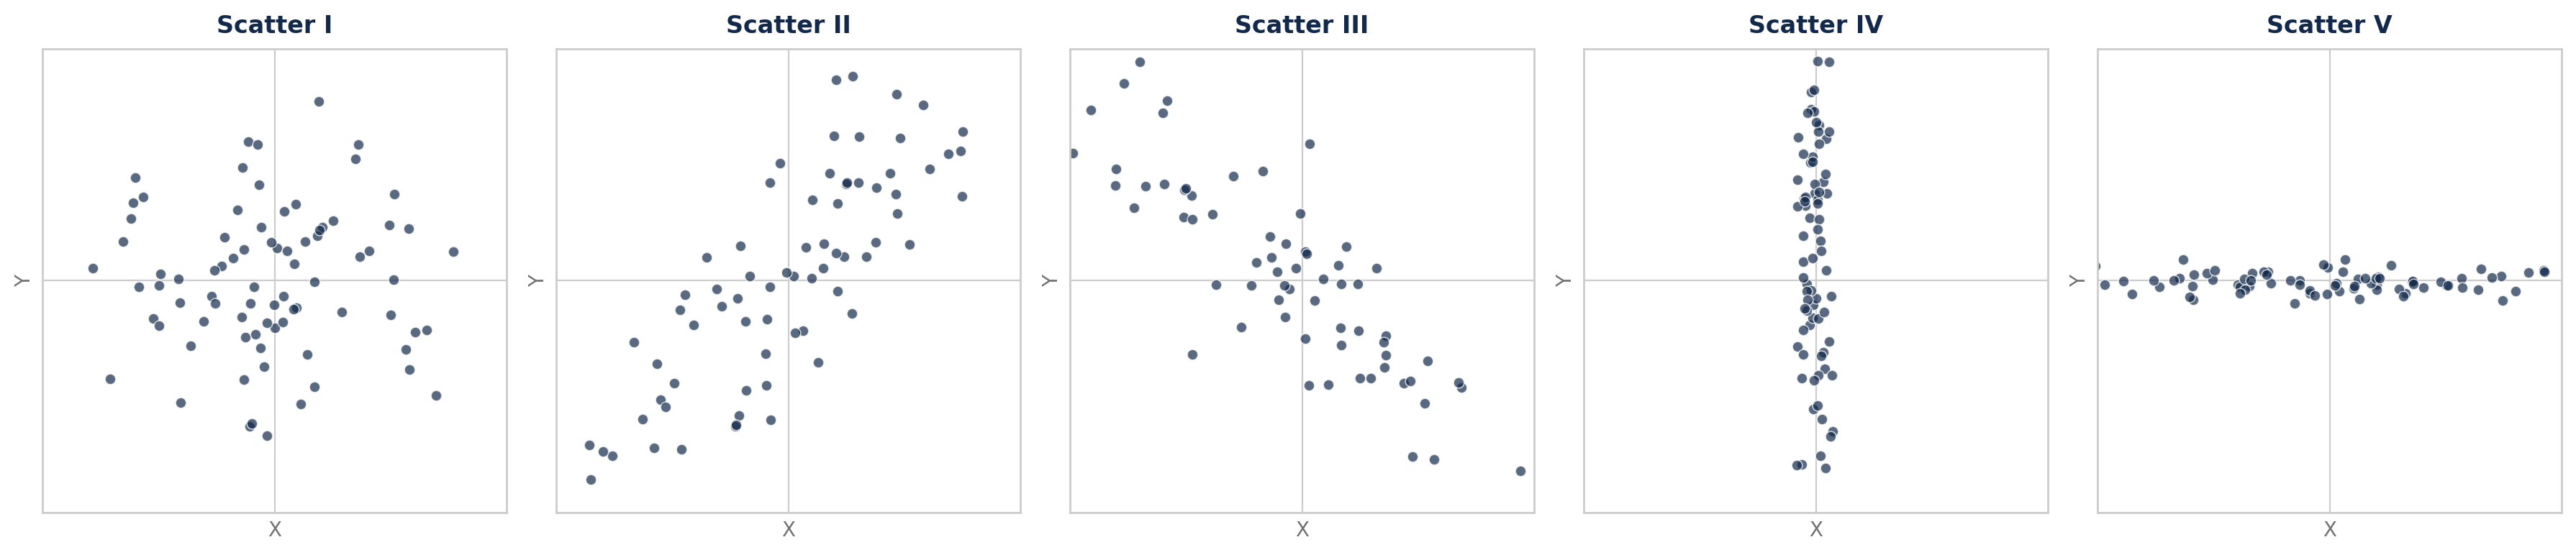 Scatter I
Y
X
Scatter II
Y
X
Scatter III
Y
X
Scatter IV
Y
X
Scatter V
Y
X